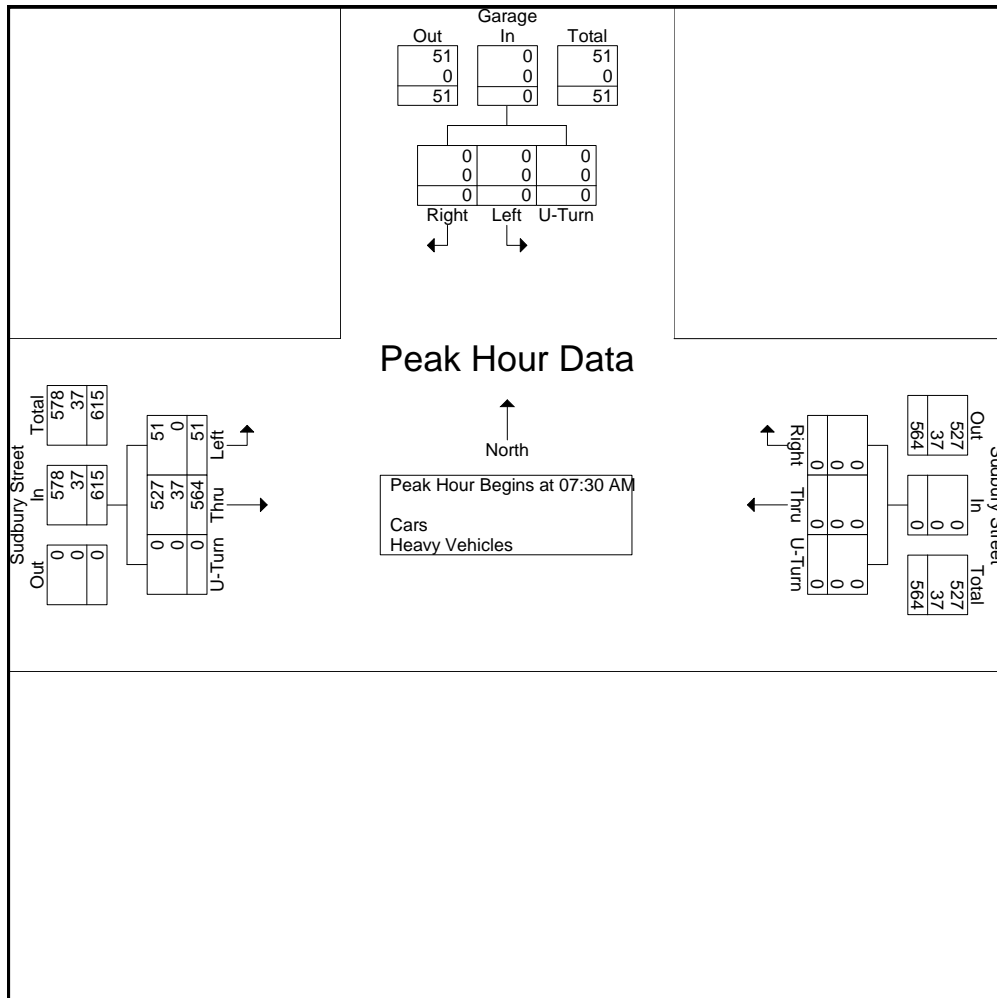 Garage
Out In Total
51 0 51
0 0 0
51 0 51
0 0 0
0 0 0
0 0 0
Right Left U-Turn
Peak Hour Data
North
Peak Hour Begins at 07:30 AM
Cars
Heavy Vehicles
Sudbury Street
Total
578
37
615
In
578
37
615
Out
0
0
0
Left
51
0
51
Thru
527
37
564
U-Turn
0
0
0
Right
0
0
0
Thru
0
0
0
U-Turn
0
0
0
Out
527
37
564
In
0
0
0
Total
527
37
564
Sudbury Street